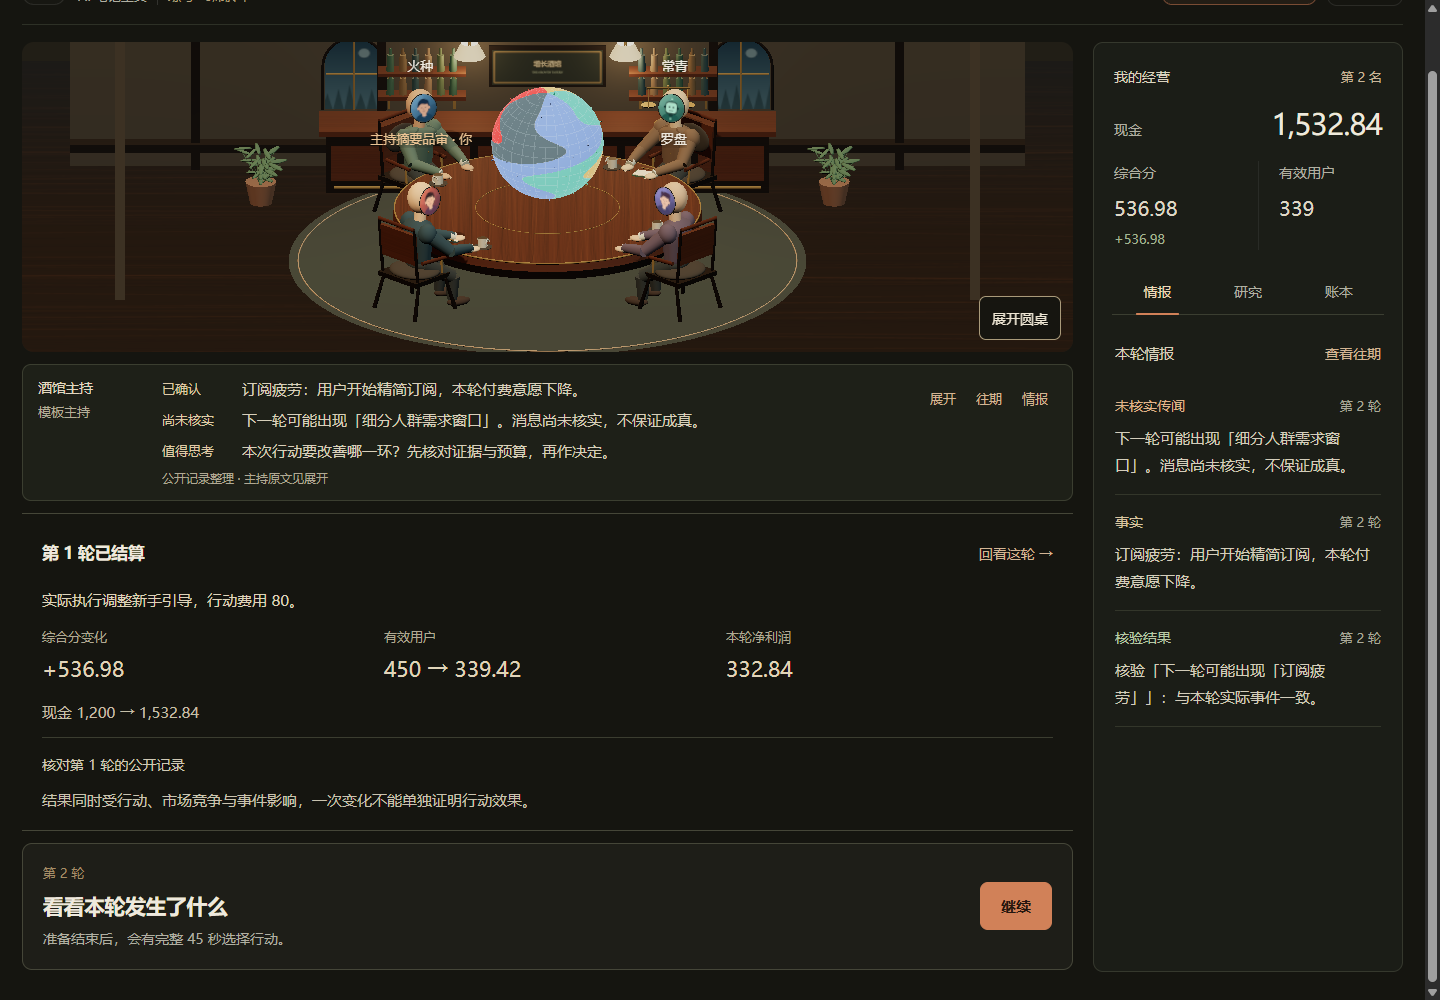 火种
增长酒馆
常青
主持摘要品审 · 你
罗盘
展开圆桌
酒馆主持
模板主持
已确认
订阅疲劳：用户开始精简订阅，本轮付费意愿下降。
尚未核实
下一轮可能出现「细分人群需求窗口」。消息尚未核实，不保证成真。
值得思考
本次行动要改善哪一环？先核对证据与预算，再作决定。
公开记录整理 · 主持原文见展开
展开
往期
情报
第 1 轮已结算
回看这轮 →
实际执行调整新手引导，行动费用 80。
综合分变化
有效用户
本轮净利润
+536.98
450 → 339.42
332.84
现金 1,200 → 1,532.84
核对第 1 轮的公开记录
结果同时受行动、市场竞争与事件影响，一次变化不能单独证明行动效果。
第 2 轮
看看本轮发生了什么
准备结束后，会有完整 45 秒选择行动。
继续
我的经营
第 2 名
现金
1,532.84
综合分
有效用户
536.98
339
+536.98
情报
研究
账本
本轮情报
查看往期
未核实传闻
第 2 轮
下一轮可能出现「细分人群需求窗
口」。消息尚未核实，不保证成真。
事实
第 2 轮
订阅疲劳：用户开始精简订阅，本轮付
费意愿下降。
核验结果
第 2 轮
核验「下一轮可能出现「订阅疲
劳」」：与本轮实际事件一致。